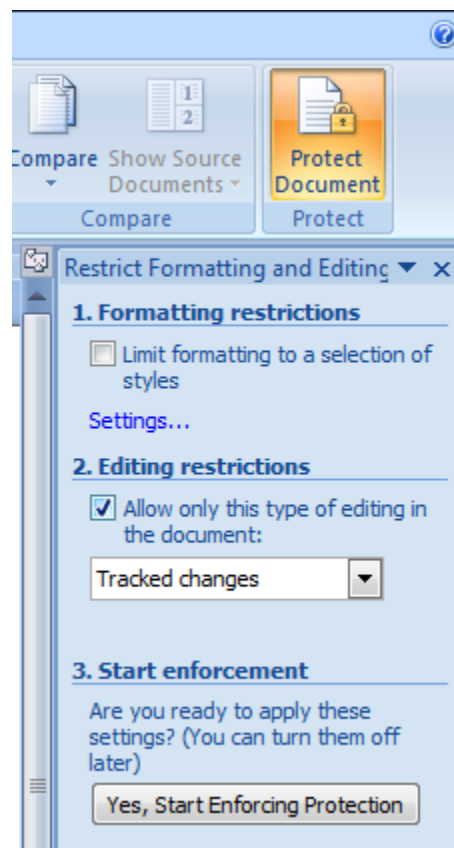 Compare Show Source
Documents
Protect
Document
Compare
Protect
Restrict Formatting and Editing
1. Formatting restrictions
Limit formatting to a selection of
styles
Settings...
2. Editing restrictions
Allow only this type of editing in
the document:
Tracked changes
3. Start enforcement
Are you ready to apply these
settings? (You can turn them off
later)
Yes, Start Enforcing Protection